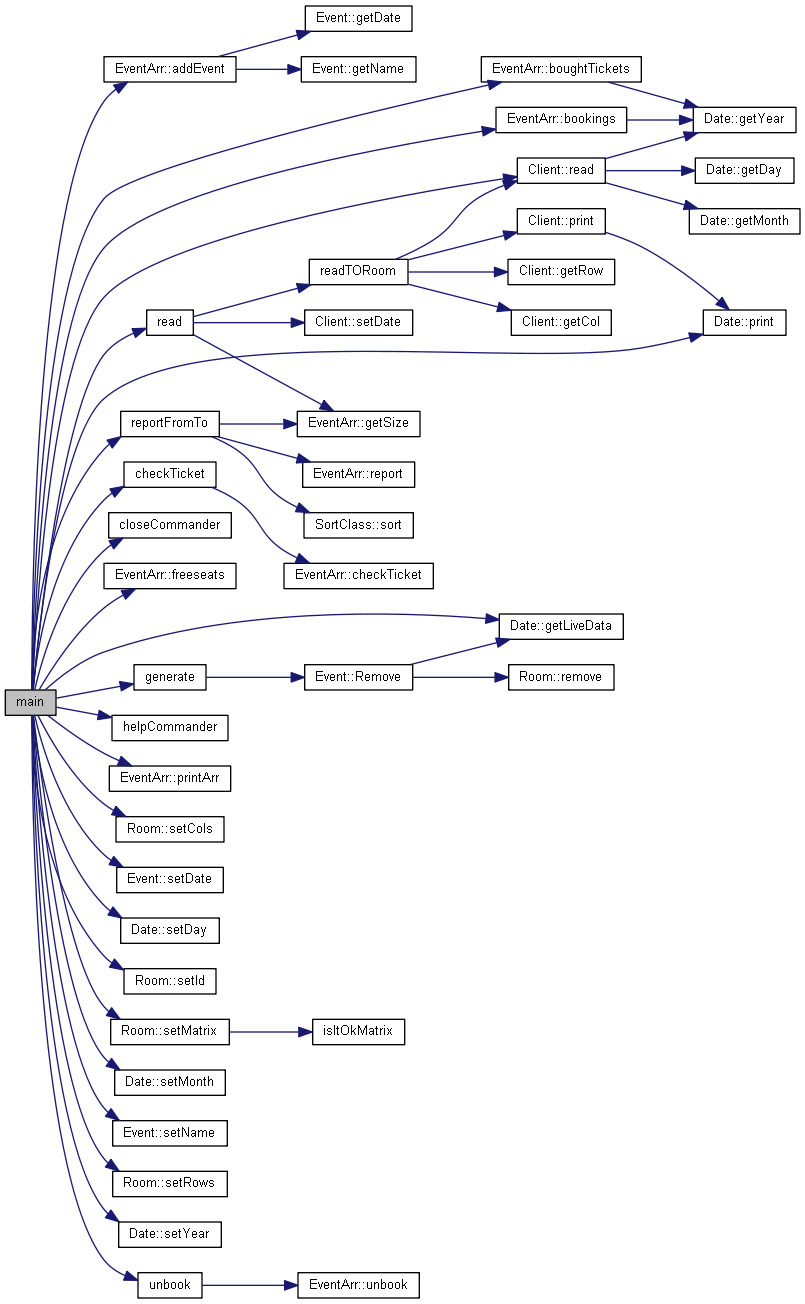 Event::getDate
EventArr::addEvent
Event::getName
EventArr::boughtTickets
EventArr::bookings
Date::getYear
Client::read
Date::getDay
Client::print
Date::getMonth
readTORoom
Client::getRow
read
Client::setDate
Client::getCol
Date::print
reportFromTo
EventArr::getSize
checkTicket
EventArr::report
closeCommander
SortClass::sort
EventArr::freeseats
EventArr::checkTicket
Date::getLiveData
generate
Event::Remove
Room::remove
main
helpCommander
EventArr::printArr
Room::setCols
Event::setDate
Date::setDay
Room::setId
Room::setMatrix
isItOkMatrix
Date::setMonth
Event::setName
Room::setRows
Date::setYear
unbook
EventArr::unbook